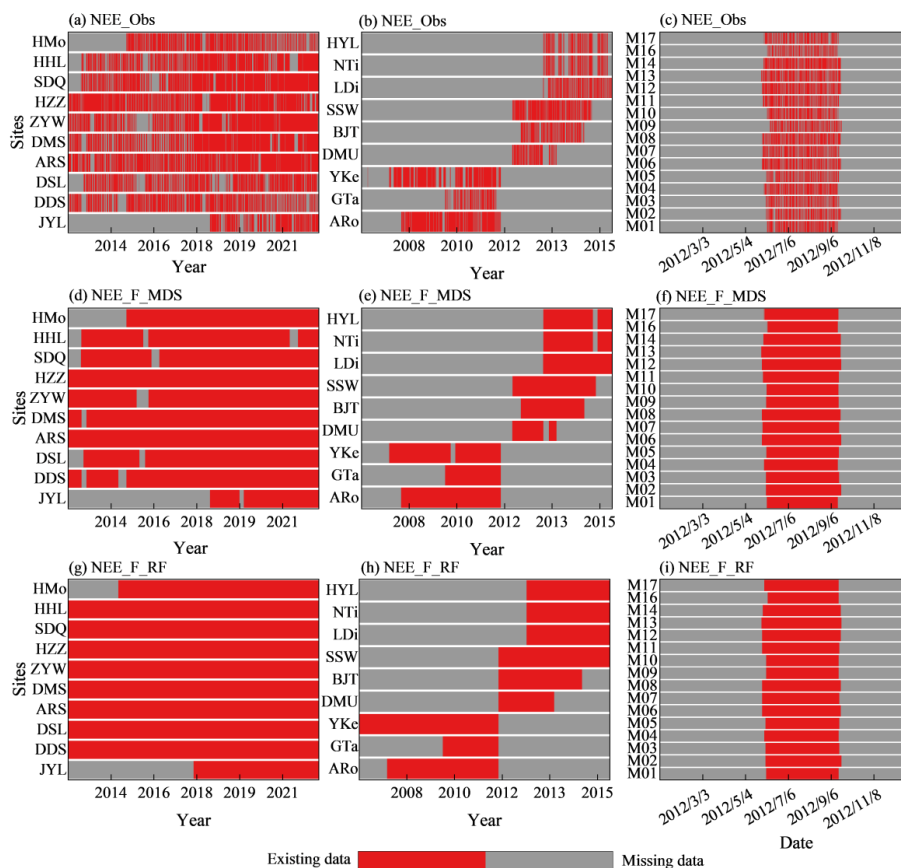 (a) NEE_Obs
HMo
HHL
SDQ
HZZ
ZYW
DMS
ARS
DSL
DDS
JYL
Sites
2014 2016 2018 2019 2021
Year
(b) NEE_Obs
HYL
NTi
LDi
SSW
BJT
DMU
YKe
GTa
ARo
2008 2010 2012 2013 2015
Year
(c) NEE_Obs
M17
M16
M14
M13
M12
M11
M10
M09
M08
M07
M06
M05
M04
M03
M02
M01
2012/3/3 2012/5/4 2012/7/6 2012/9/6 2012/11/8
(d) NEE_F_MDS
HMo
HHL
SDQ
HZZ
ZYW
DMS
ARS
DSL
DDS
JYL
Sites
2014 2016 2018 2019 2021
Year
(e) NEE_F_MDS
HYL
NTi
LDi
SSW
BJT
DMU
YKe
GTa
ARo
2008 2010 2012 2013 2015
Year
(f) NEE_F_MDS
M17
M16
M14
M13
M12
M11
M10
M09
M08
M07
M06
M05
M04
M03
M02
M01
2012/3/3 2012/5/4 2012/7/6 2012/9/6 2012/11/8
(g) NEE_F_RF
HMo
HHL
SDQ
HZZ
ZYW
DMS
ARS
DSL
DDS
JYL
Sites
2014 2016 2018 2019 2021
Year
(h) NEE_F_RF
HYL
NTi
LDi
SSW
BJT
DMU
YKe
GTa
ARo
2008 2010 2012 2013 2015
Year
(i) NEE_F_RF
M17
M16
M14
M13
M12
M11
M10
M09
M08
M07
M06
M05
M04
M03
M02
M01
2012/3/3 2012/5/4 2012/7/6 2012/9/6 2012/11/8
Date
Existing data Missing data